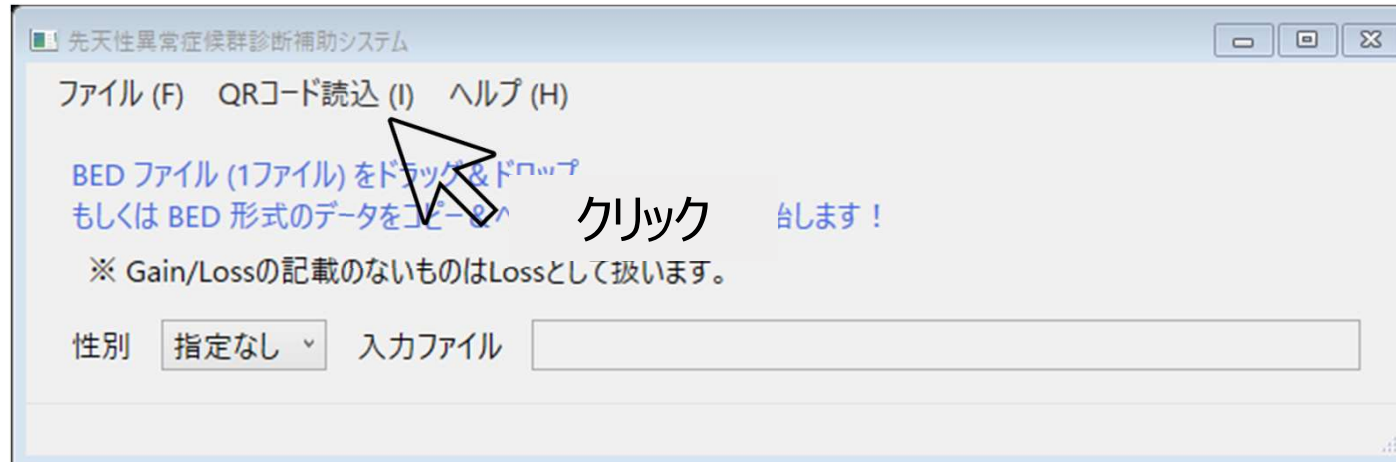 先天性異常症候群診断補助システム
ファイル (F) QRコード読込 (I) ヘルプ (H)
BED ファイル (1ファイル) をドラッグ & ドロップ
もしくは BED 形式のデータをコピー &
クリック
始します！
※ Gain/Lossの記載のないものはLossとして扱います。
性別 指定なし 入力ファイル